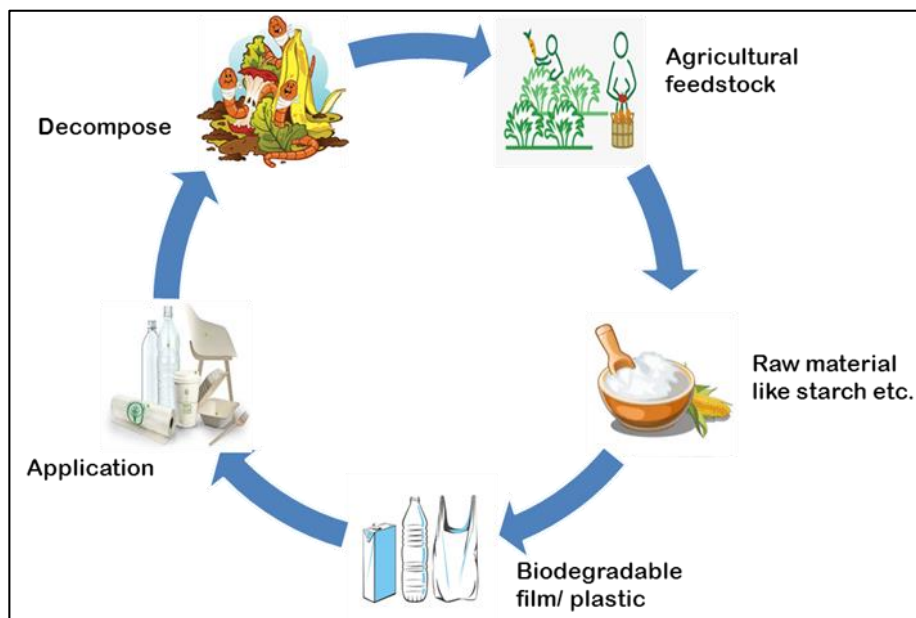 Decompose
Agricultural
feedstock
Raw material
like starch etc.
Biodegradable
film/ plastic
Application